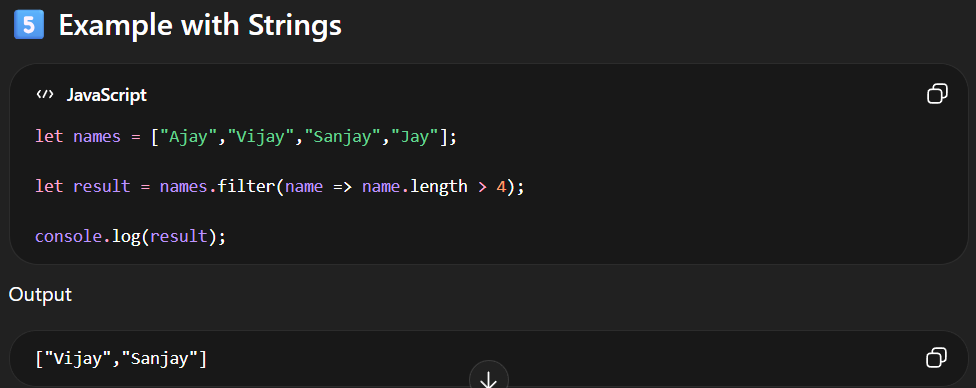 5 Example with Strings
</> JavaScript
let names = ["Ajay","Vijay","Sanjay","Jay"];
let result = names.filter(name => name.length > 4);
console.log(result);
Output
["Vijay","Sanjay"]